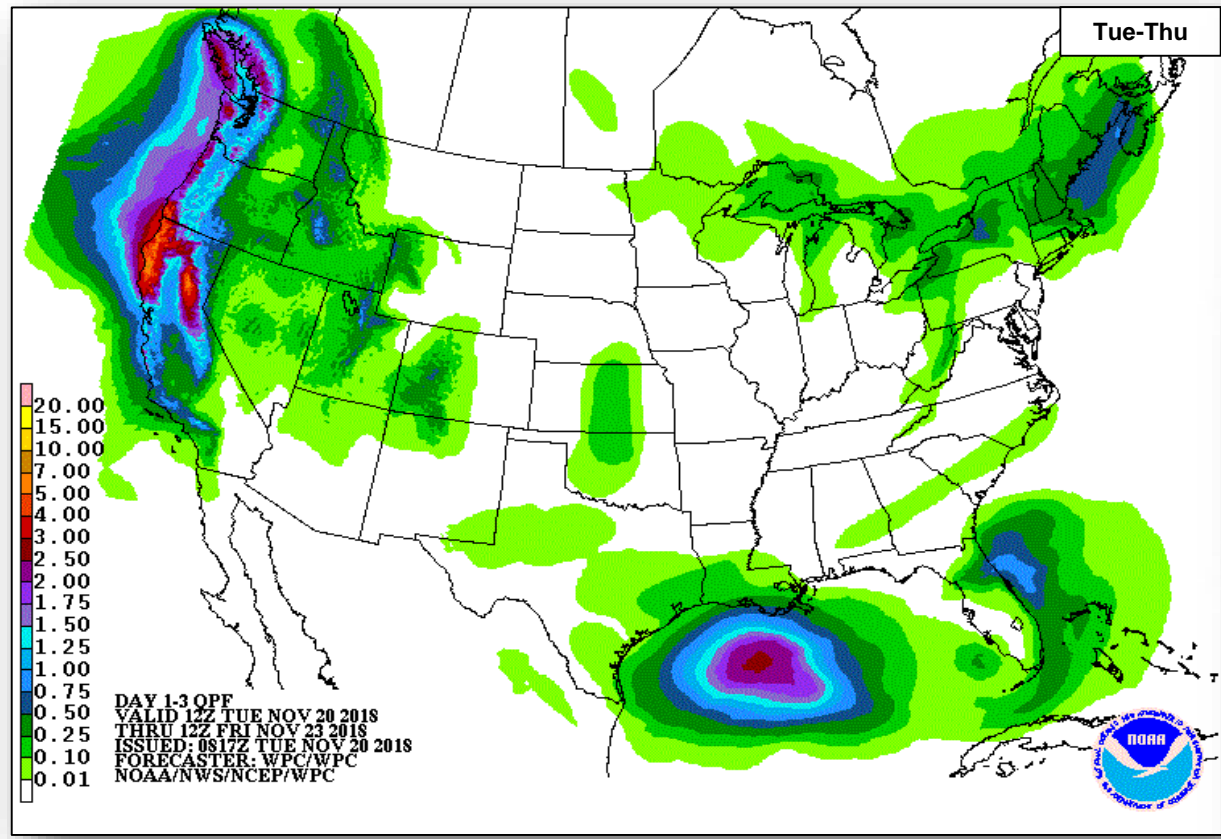 Tue-Thu
20.00
15.00
10.00
7.00
5.00
4.00
3.00
2.50
2.00
1.75
1.50
1.25
1.00
0.75
0.50
0.25
0.10
0.01
DAY 1-3 QPF
VALID 12Z TUE NOV 20 2018
THRU 12Z FRI NOV 23 2018
ISSUED: 0817Z TUE NOV 20 2018
FORECASTER: WPC/WPC
NOAA/NWS/NCEP/WPC
NOAA